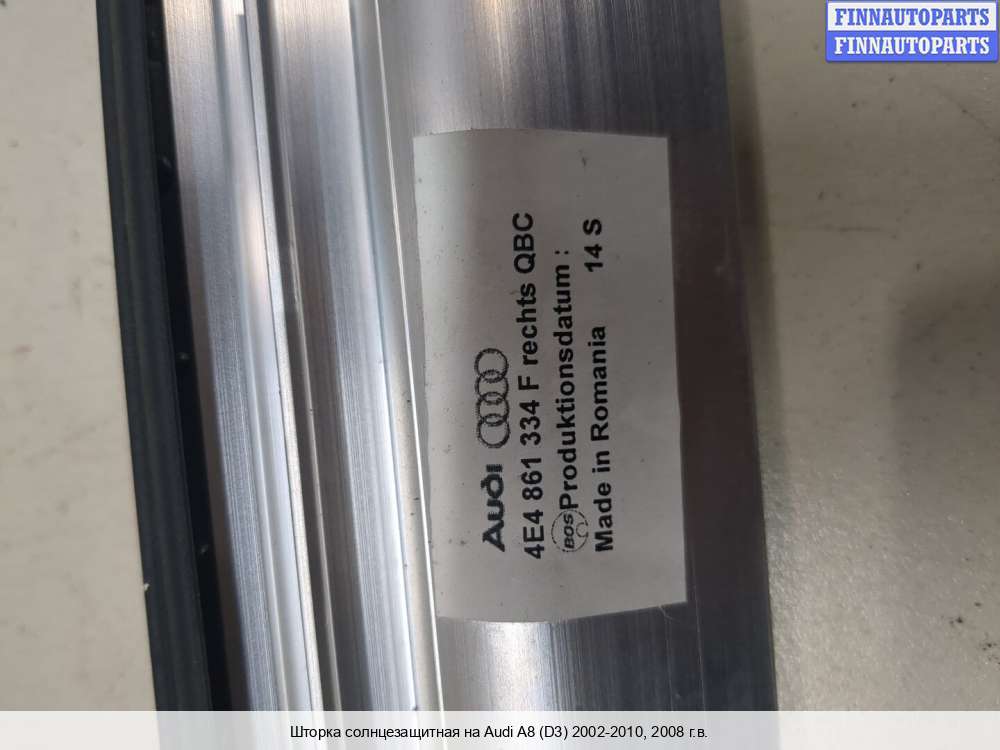 FINNAUTOPARTS
FINNAUTOPARTS
Audi
4E4 861 334 F rechts QBC
BOS Produktionsdatum :
Made in Romania 14 S
Шторка солнцезащитная на Audi A8 (D3) 2002-2010, 2008 г.в.